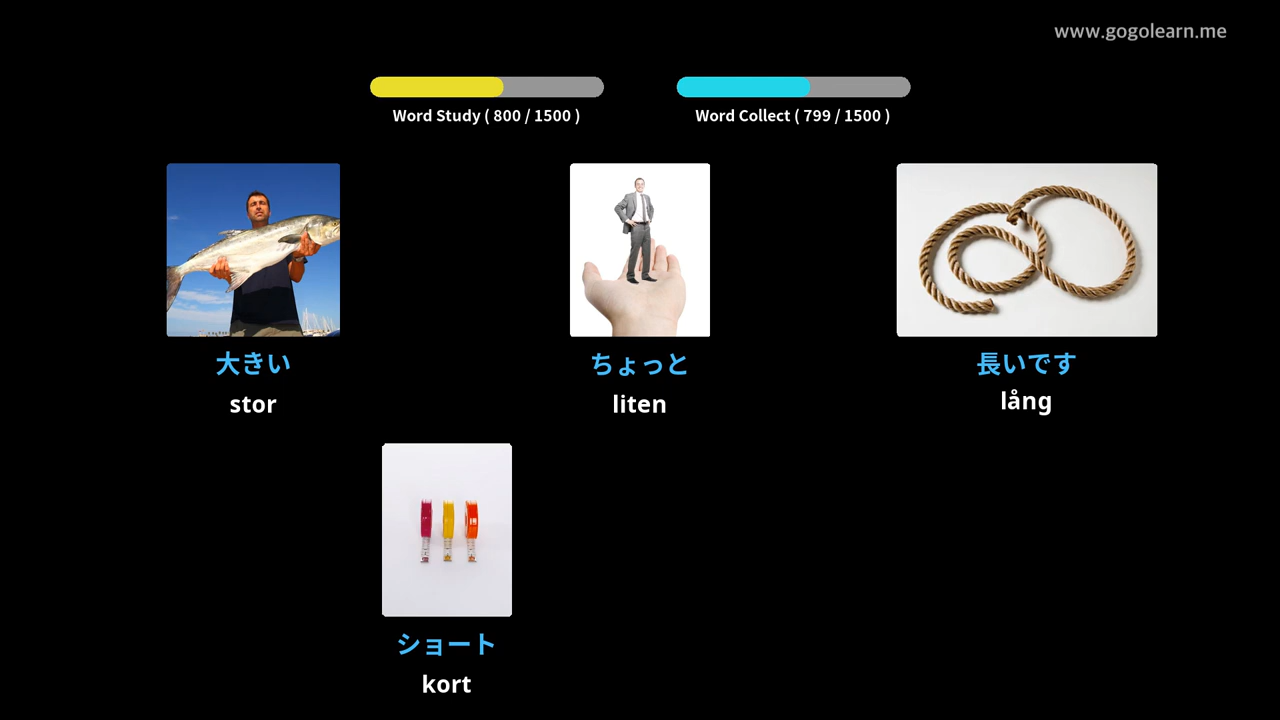 www.gogolearn.me
Word Study ( 800 / 1500 )
Word Collect ( 799 / 1500 )
大きい
stor
ちょっと
liten
長いです
lång
ショート
kort